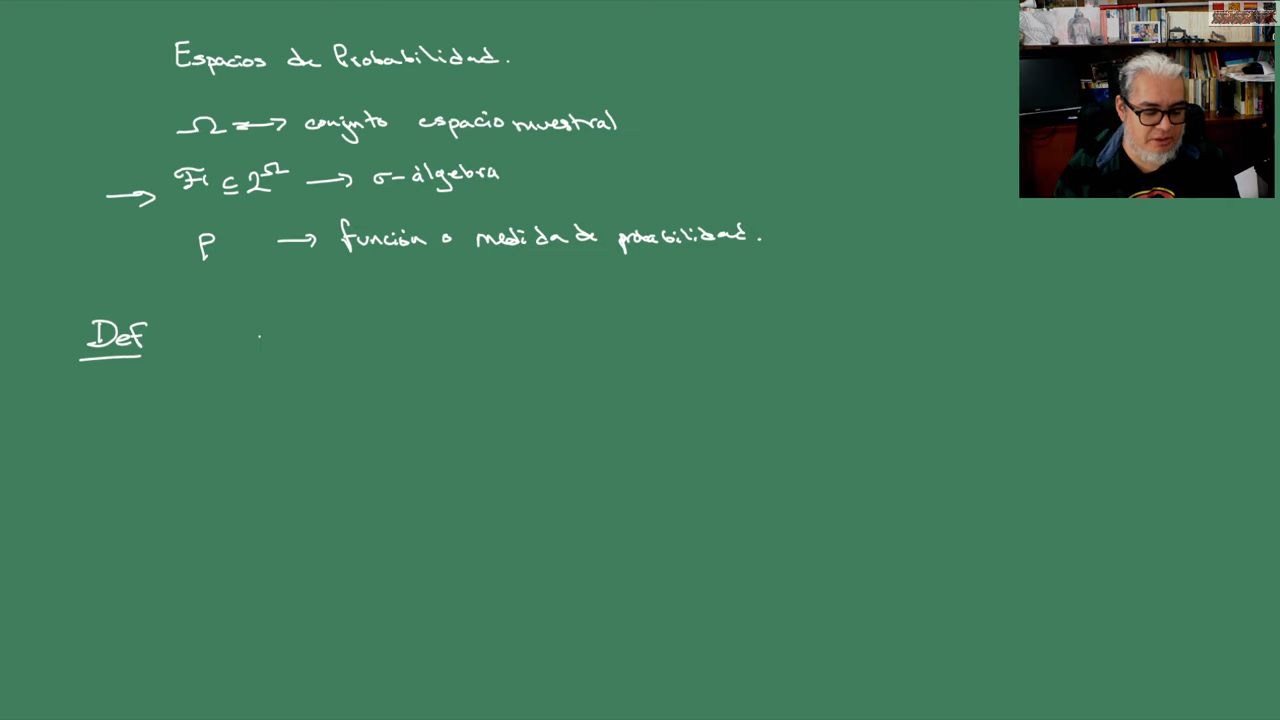 Espacios de Probabilidad.
Ω ⟷ conjunto espacio muestral
→ ℱ ⊆ 2^Ω → σ-álgebra
P → función o medida de probabilidad.
Def